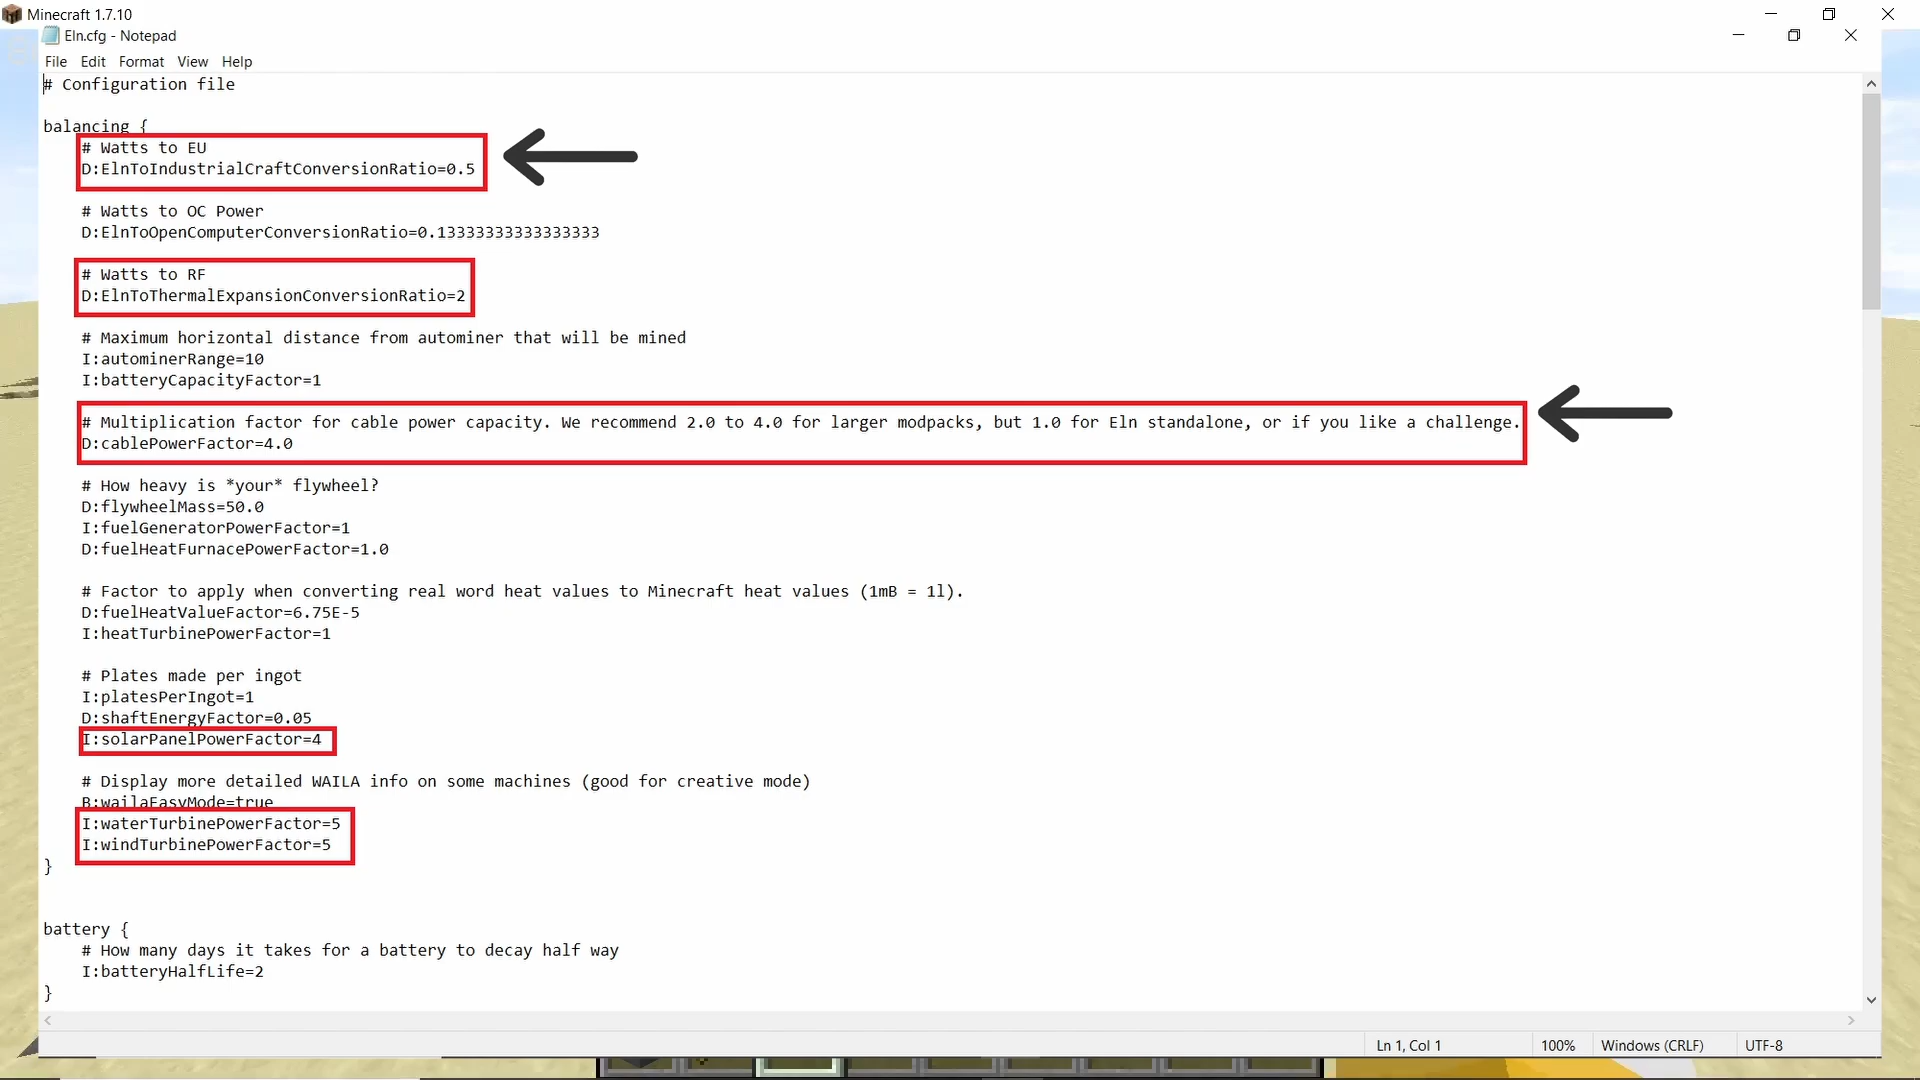 Minecraft 1.7.10
Eln.cfg - Notepad
File Edit Format View Help
# Configuration file
balancing {
# Watts to EU
D:ElnToIndustrialCraftConversionRatio=0.5
# Watts to OC Power
D:ElnToOpenComputerConversionRatio=0.13333333333333333
# Watts to RF
D:ElnToThermalExpansionConversionRatio=2
# Maximum horizontal distance from autominer that will be mined
I:autominerRange=10
I:batteryCapacityFactor=1
# Multiplication factor for cable power capacity. We recommend 2.0 to 4.0 for larger modpacks, but 1.0 for Eln standalone, or if you like a challenge.
D:cablePowerFactor=4.0
# How heavy is *your* flywheel?
D:flywheelMass=50.0
I:fuelGeneratorPowerFactor=1
D:fuelHeatFurnacePowerFactor=1.0
# Factor to apply when converting real word heat values to Minecraft heat values (1mB = 1l).
D:fuelHeatValueFactor=6.75E-5
I:heatTurbinePowerFactor=1
# Plates made per ingot
I:platesPerIngot=1
D:shaftEnergyFactor=0.05
I:solarPanelPowerFactor=4
# Display more detailed WAILA info on some machines (good for creative mode)
B:wailaEasyMode=true
I:waterTurbinePowerFactor=5
I:windTurbinePowerFactor=5
}
battery {
# How many days it takes for a battery to decay half way
I:batteryHalfLife=2
}
Ln 1, Col 1 100% Windows (CRLF) UTF-8